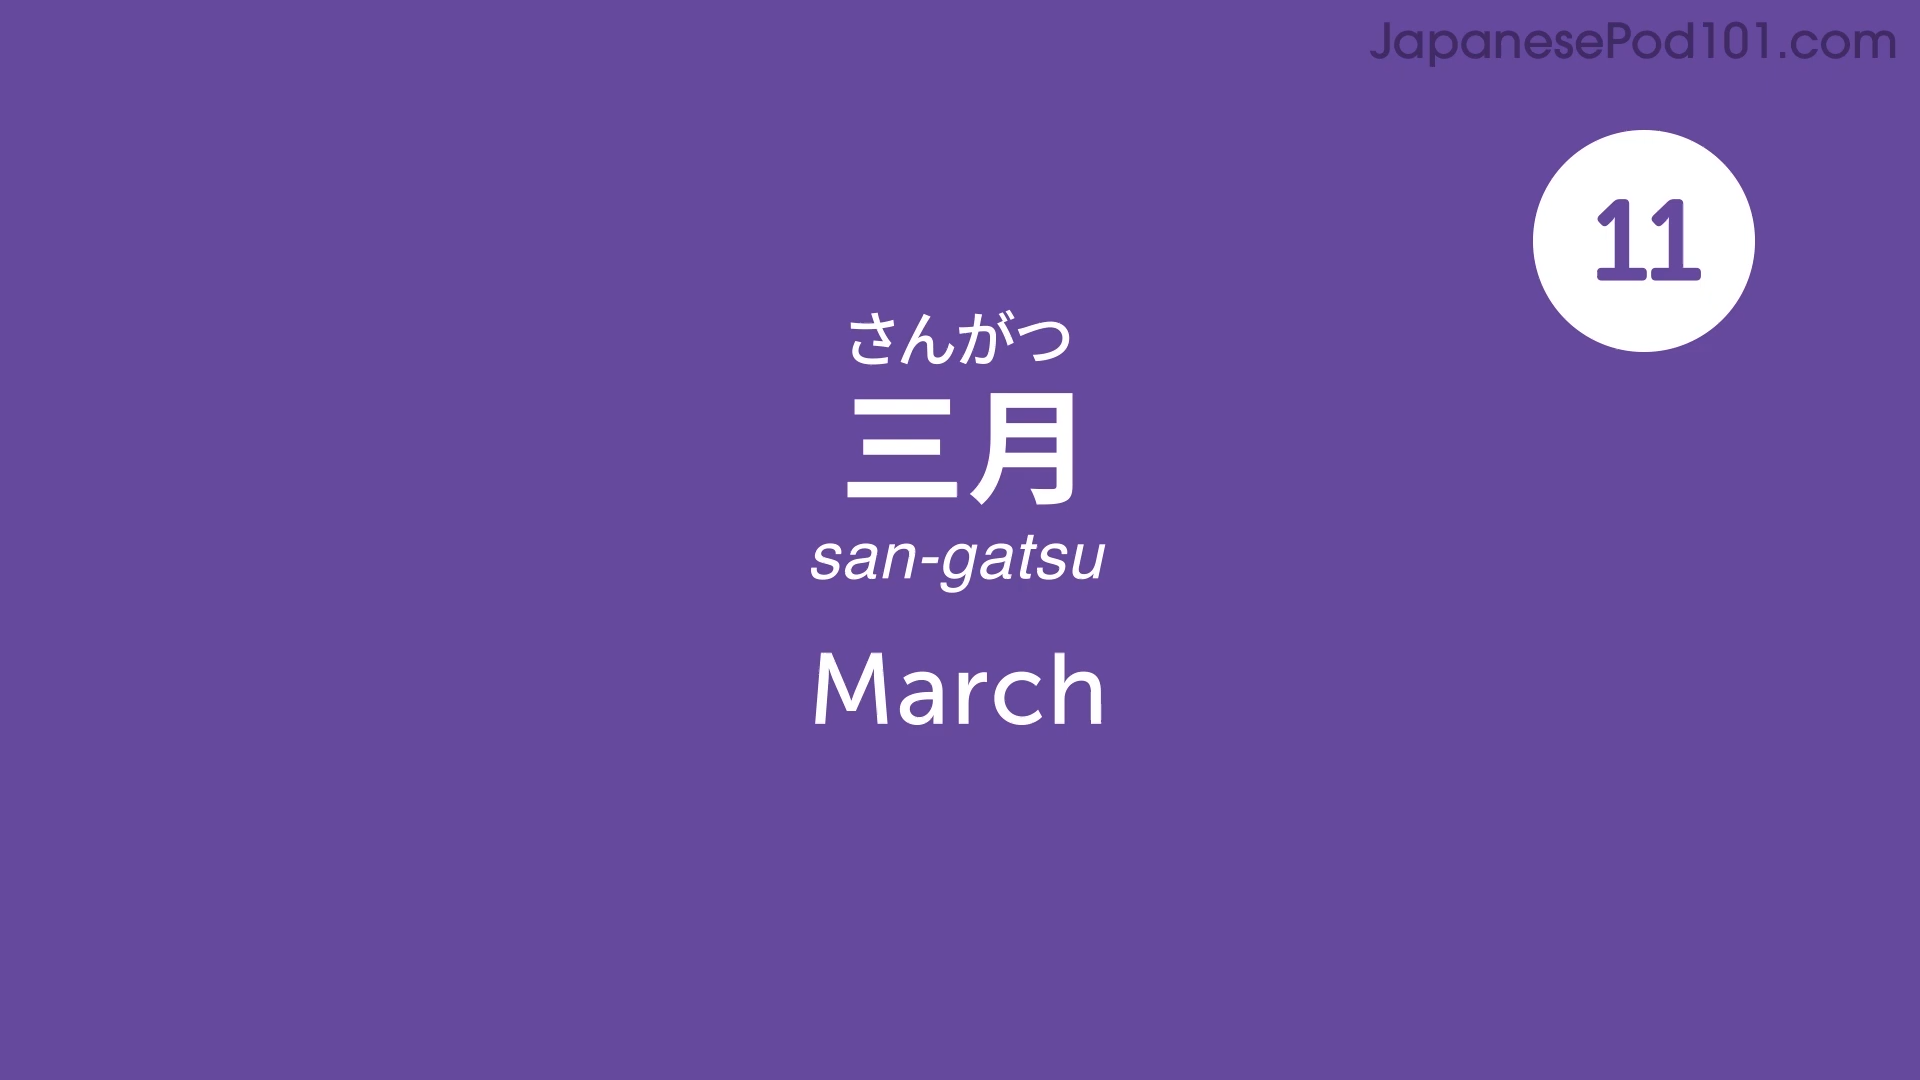 JapanesePod101.com
11
さんがつ
三月
san-gatsu
March